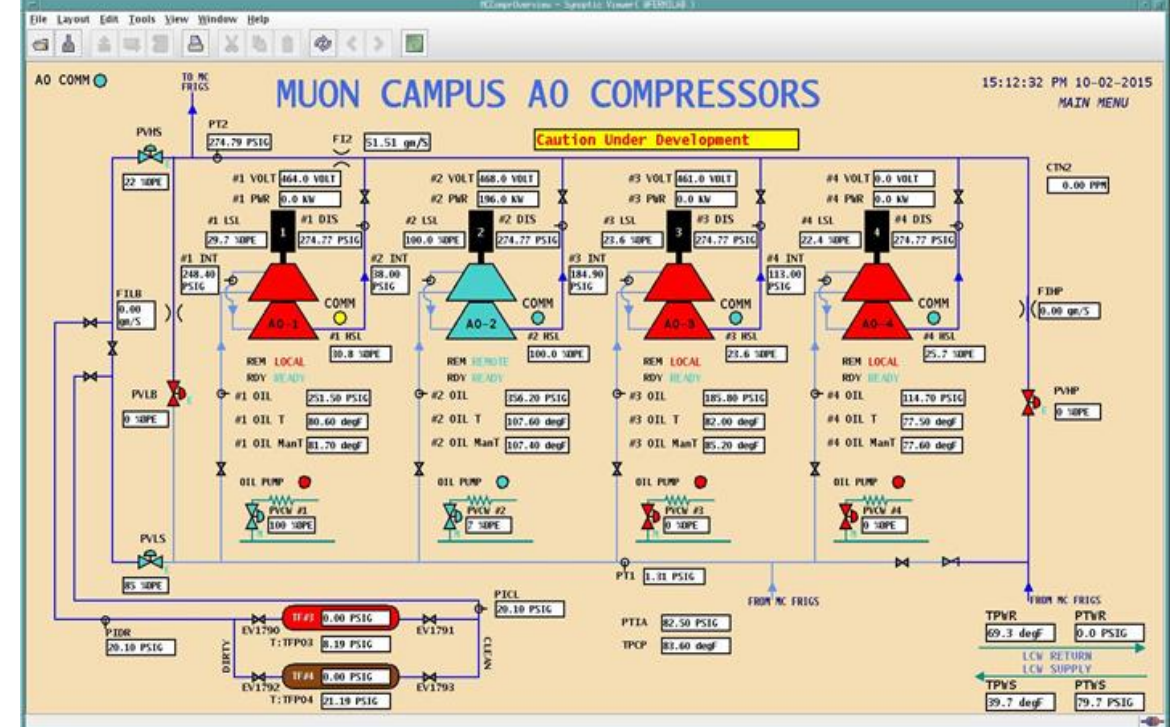 MCComprOverview - Synoptic Viewer( @FERMILAB )
File Layout Edit Tools View Window Help
A0 COMM
TO MC FRIGS
MUON CAMPUS A0 COMPRESSORS
15:12:32 PM 10-02-2015
MAIN MENU
PVHS
22 %OPE
PT2
274.79 PSIG
FI2
51.51 gm/S
Caution Under Development
CTN2
0.00 PPM
#1 VOLT 464.0 VOLT
#1 PWR 0.0 KW
#1 LSL
29.7 %OPE
1
#1 DIS
274.77 PSIG
#1 INT
248.40 PSIG
A0-1
COMM
#1 HSL
30.8 %OPE
REM LOCAL
RDY READY
#1 OIL 251.50 PSIG
#1 OIL T 80.60 degF
#1 OIL ManT 81.70 degF
OIL PUMP
PVCW #1
100 %OPE
M
#2 VOLT 468.0 VOLT
#2 PWR 196.0 KW
#2 LSL
100.0 %OPE
2
#2 DIS
274.77 PSIG
#2 INT
38.00 PSIG
A0-2
COMM
#2 HSL
100.0 %OPE
REM REMOTE
RDY READY
#2 OIL 356.20 PSIG
#2 OIL T 107.60 degF
#2 OIL ManT 107.40 degF
OIL PUMP
PVCW #2
7 %OPE
M
#3 VOLT 461.0 VOLT
#3 PWR 0.0 KW
#3 LSL
23.6 %OPE
3
#3 DIS
274.77 PSIG
#3 INT
184.90 PSIG
A0-3
COMM
#3 HSL
23.6 %OPE
REM LOCAL
RDY READY
#3 OIL 185.80 PSIG
#3 OIL T 82.00 degF
#3 OIL ManT 85.20 degF
OIL PUMP
PVCW #3
0 %OPE
M
#4 VOLT 0.0 VOLT
#4 PWR 0.0 KW
#4 LSL
22.4 %OPE
4
#4 DIS
274.77 PSIG
#4 INT
113.00 PSIG
A0-4
COMM
#4 HSL
25.7 %OPE
REM LOCAL
RDY READY
#4 OIL 114.70 PSIG
#4 OIL T 77.50 degF
#4 OIL ManT 77.60 degF
OIL PUMP
PVCW #4
0 %OPE
M
FILB
0.00 gm/S
PVLB
E
0 %OPE
FIHP
0.00 gm/S
PVHP
E
0 %OPE
PVLS
E
85 %OPE
PT1 1.31 PSIG
FROM MC FRIGS
FROM MC FRIGS
PICL
20.10 PSIG
PIDR
20.10 PSIG
DIRTY
CLEAN
EV1790
TF#3 0.00 PSIG
EV1791
T:TFP03 8.19 PSIG
EV1792
TF#4 0.00 PSIG
EV1793
T:TFP04 21.19 PSIG
PTIA 82.50 PSIG
TPCP 83.60 degF
TPWR PTWR
69.3 degF 0.0 PSIG
LCW RETURN
LCW SUPPLY
TPWS PTWS
39.7 degF 79.7 PSIG